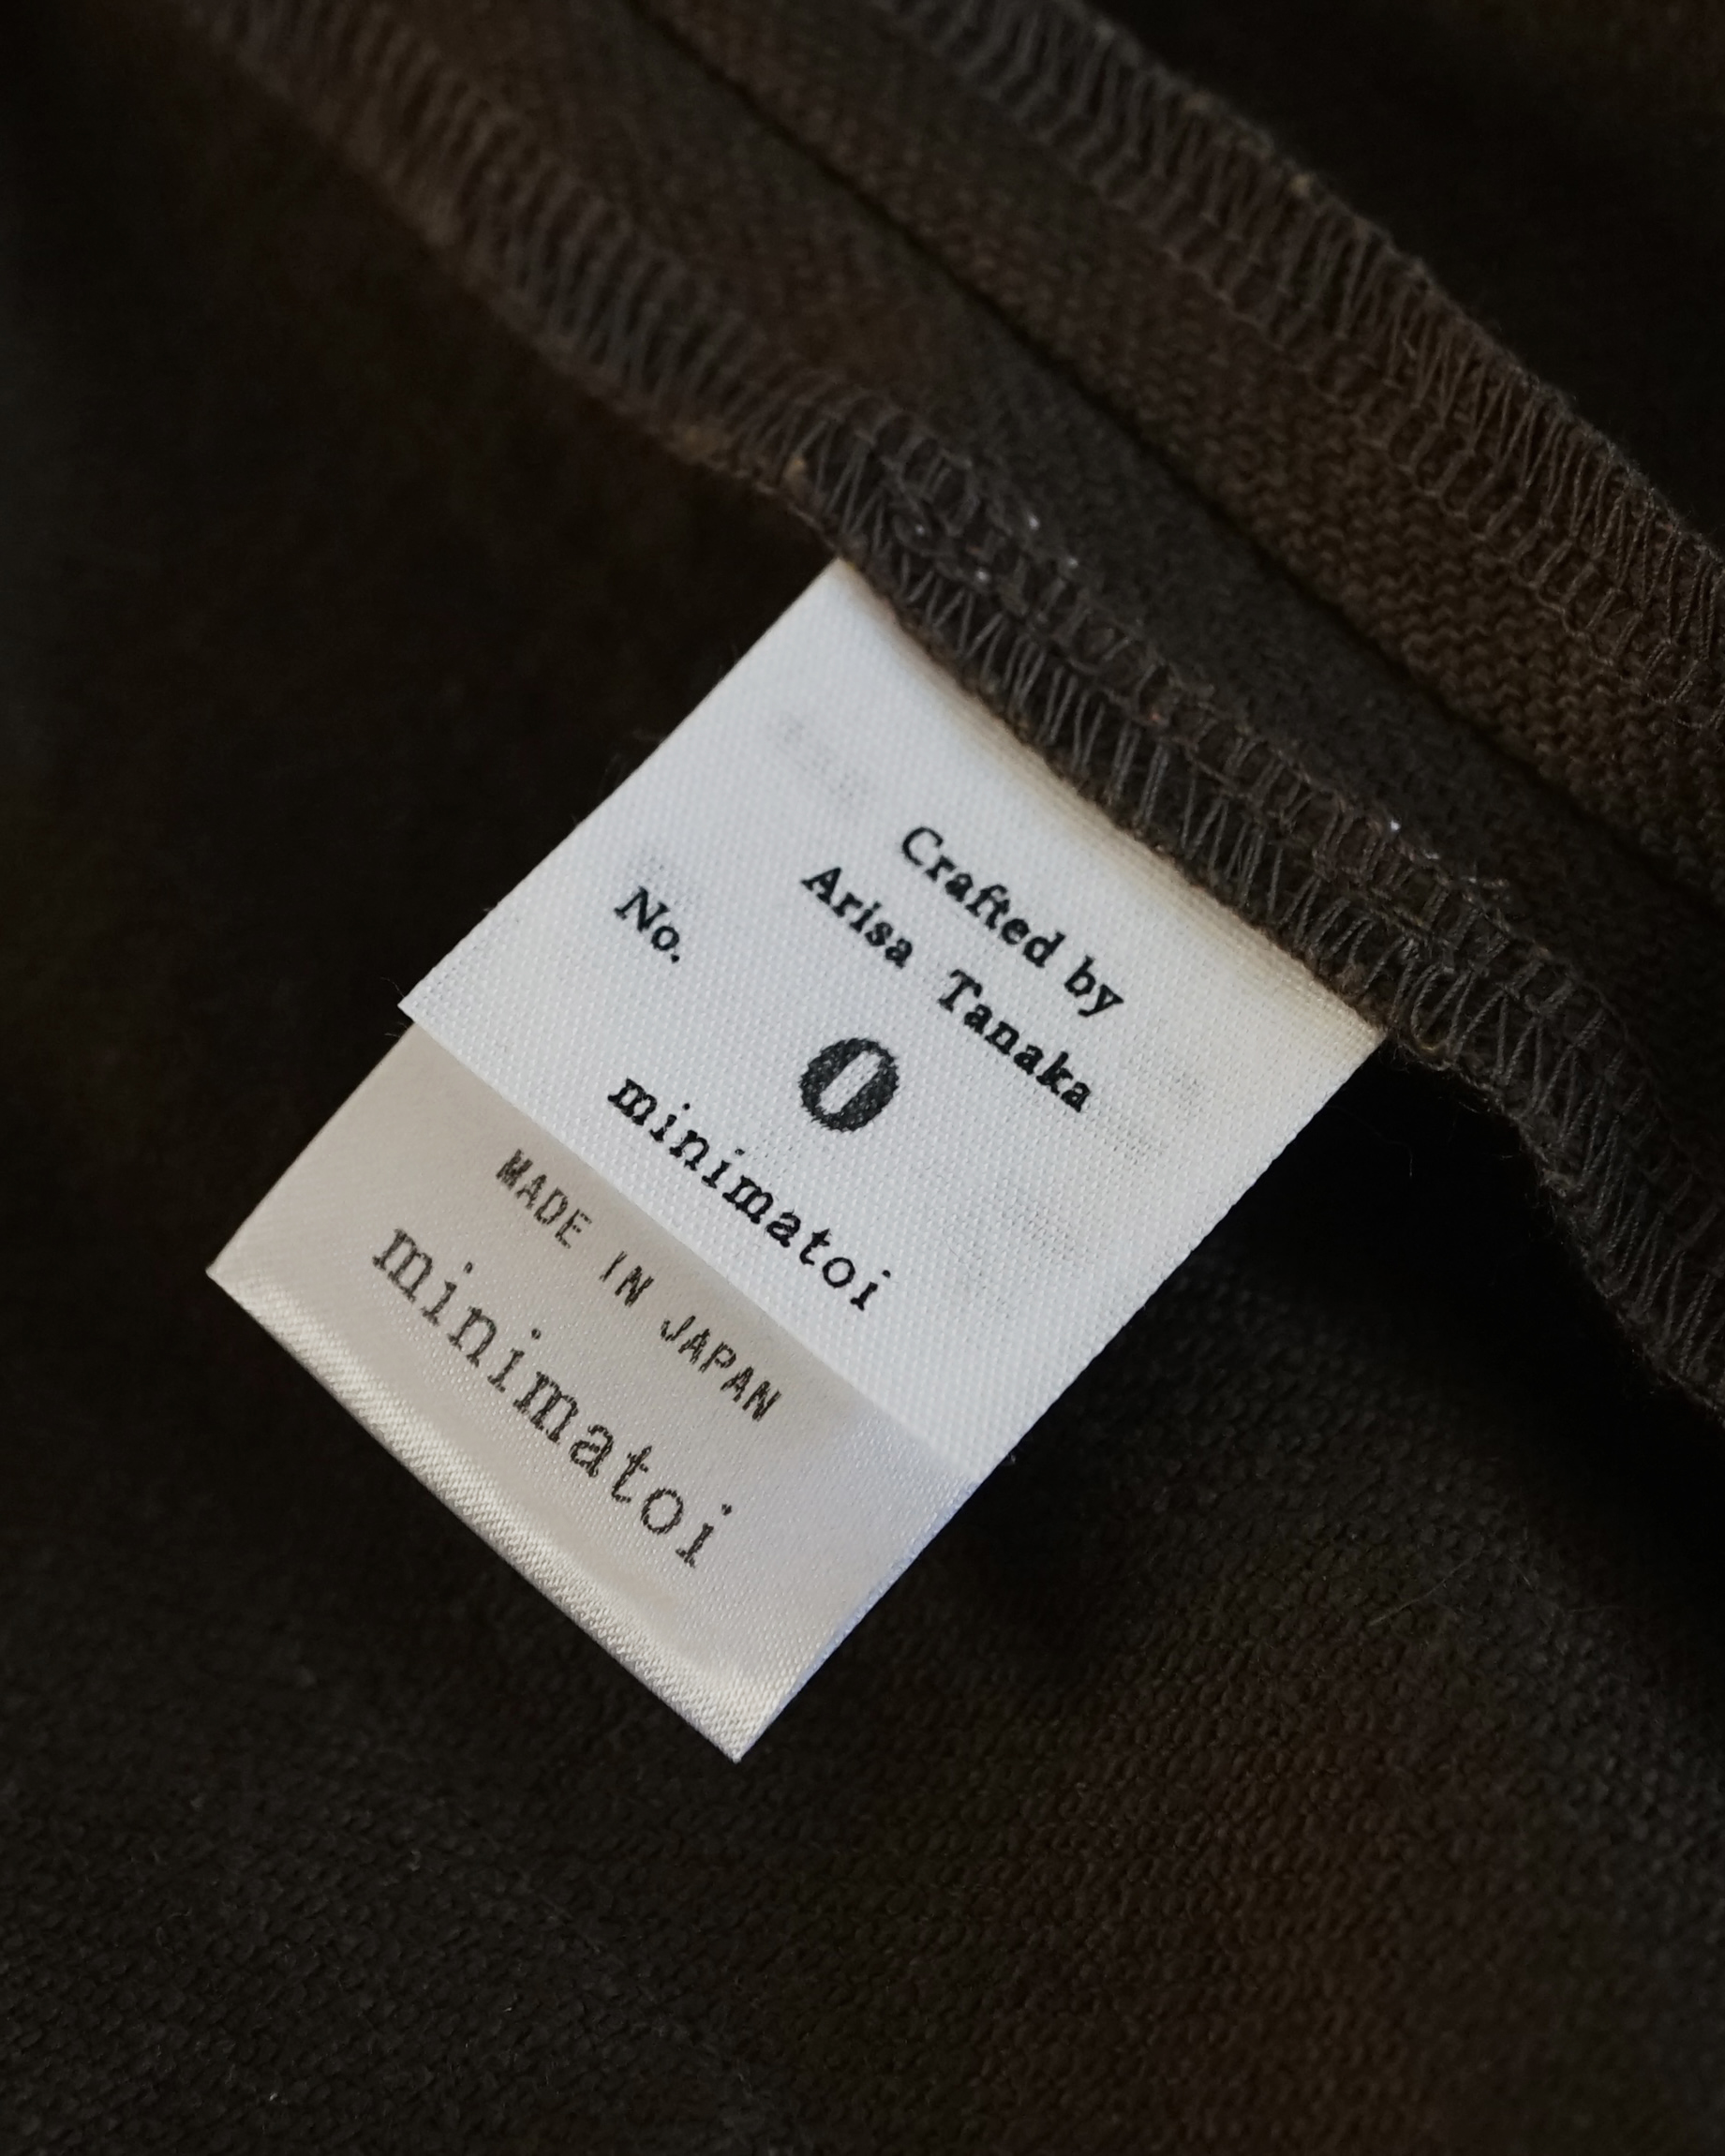 Crafted by
Arisa Tanaka
No. 0
minimatoi
MADE IN JAPAN
minimatoi